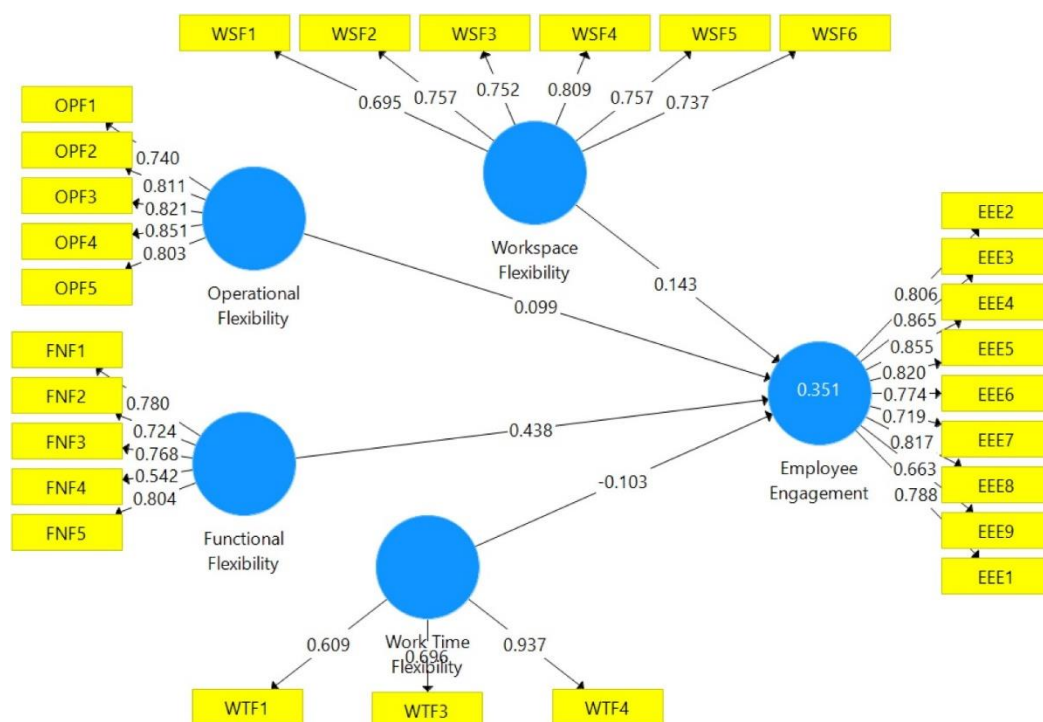 WSF1
WSF2
WSF3
WSF4
WSF5
WSF6
0.695
0.757
0.752
0.809
0.757
0.737
OPF1
OPF2
OPF3
OPF4
OPF5
0.740
0.811
0.821
0.851
0.803
Operational
Flexibility
Workspace
Flexibility
0.143
0.099
FNF1
FNF2
FNF3
FNF4
FNF5
0.780
0.724
0.768
0.542
0.804
Functional
Flexibility
0.438
-0.103
0.351
Employee
Engagement
0.806
0.865
0.855
0.820
0.774
0.719
0.817
0.663
0.788
EEE2
EEE3
EEE4
EEE5
EEE6
EEE7
EEE8
EEE9
EEE1
Work Time
Flexibility
0.609
0.696
0.937
WTF1
WTF3
WTF4